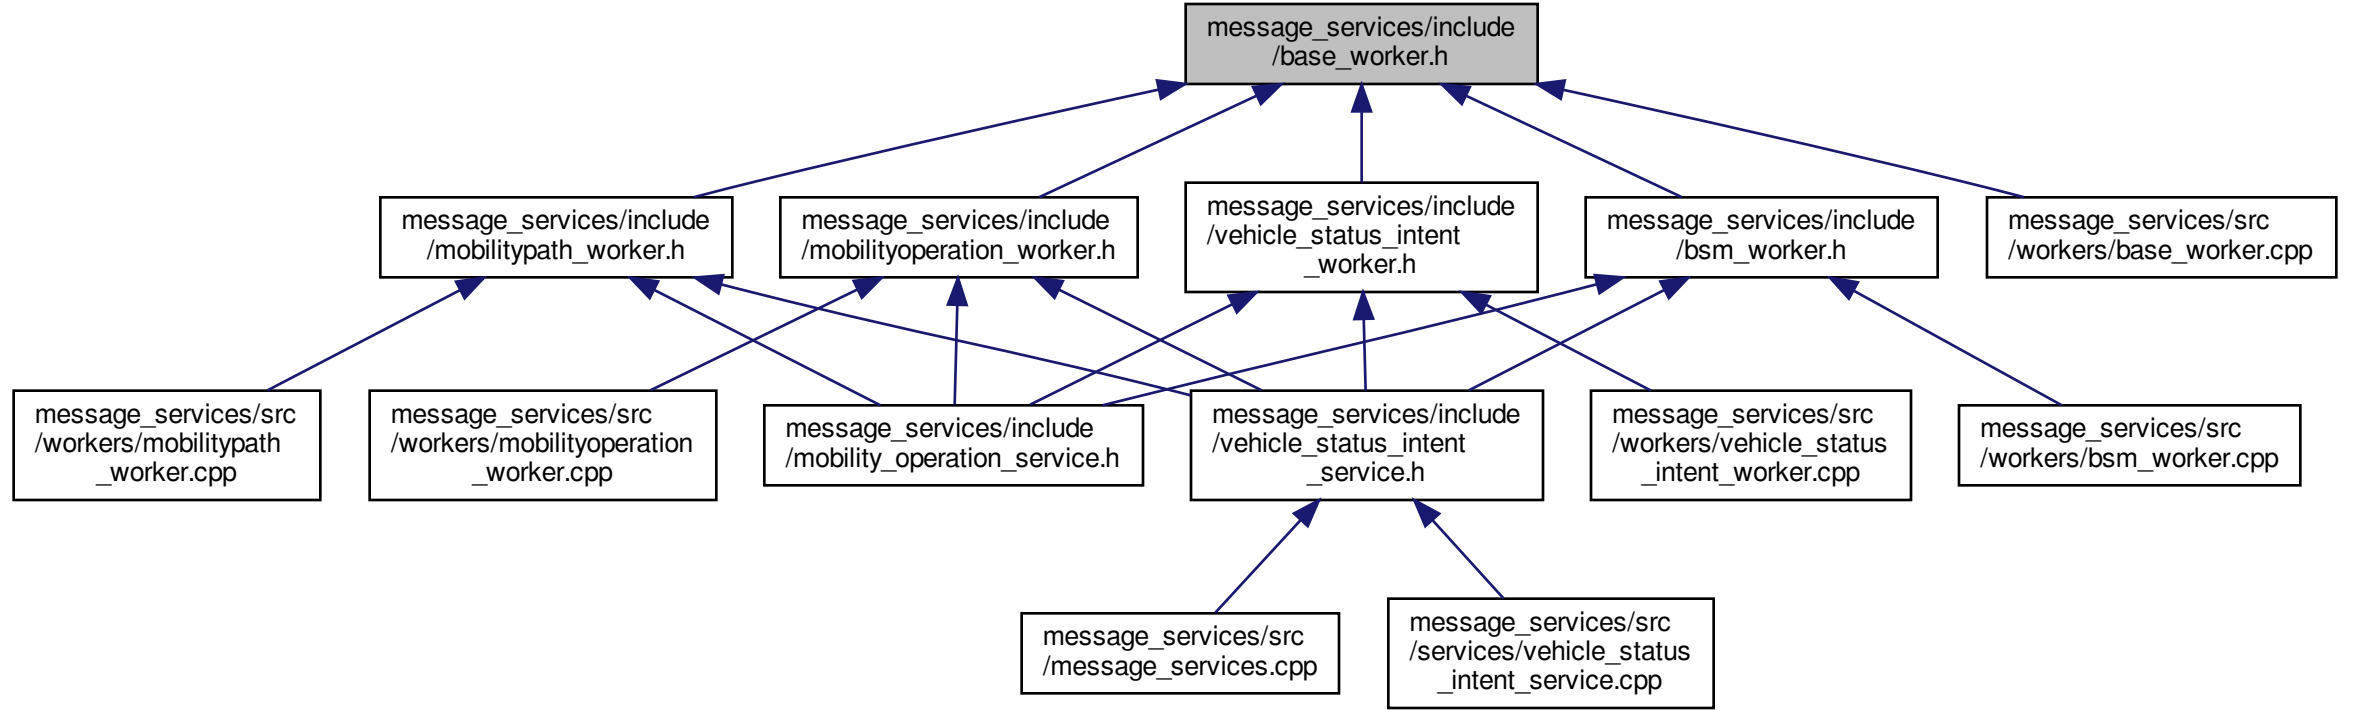 message_services/include
/base_worker.h
message_services/include
/mobilitypath_worker.h
message_services/include
/mobilityoperation_worker.h
message_services/include
/vehicle_status_intent
_worker.h
message_services/include
/bsm_worker.h
message_services/src
/workers/base_worker.cpp
message_services/src
/workers/mobilitypath
_worker.cpp
message_services/src
/workers/mobilityoperation
_worker.cpp
message_services/include
/mobility_operation_service.h
message_services/include
/vehicle_status_intent
_service.h
message_services/src
/workers/vehicle_status
_intent_worker.cpp
message_services/src
/workers/bsm_worker.cpp
message_services/src
/message_services.cpp
message_services/src
/services/vehicle_status
_intent_service.cpp